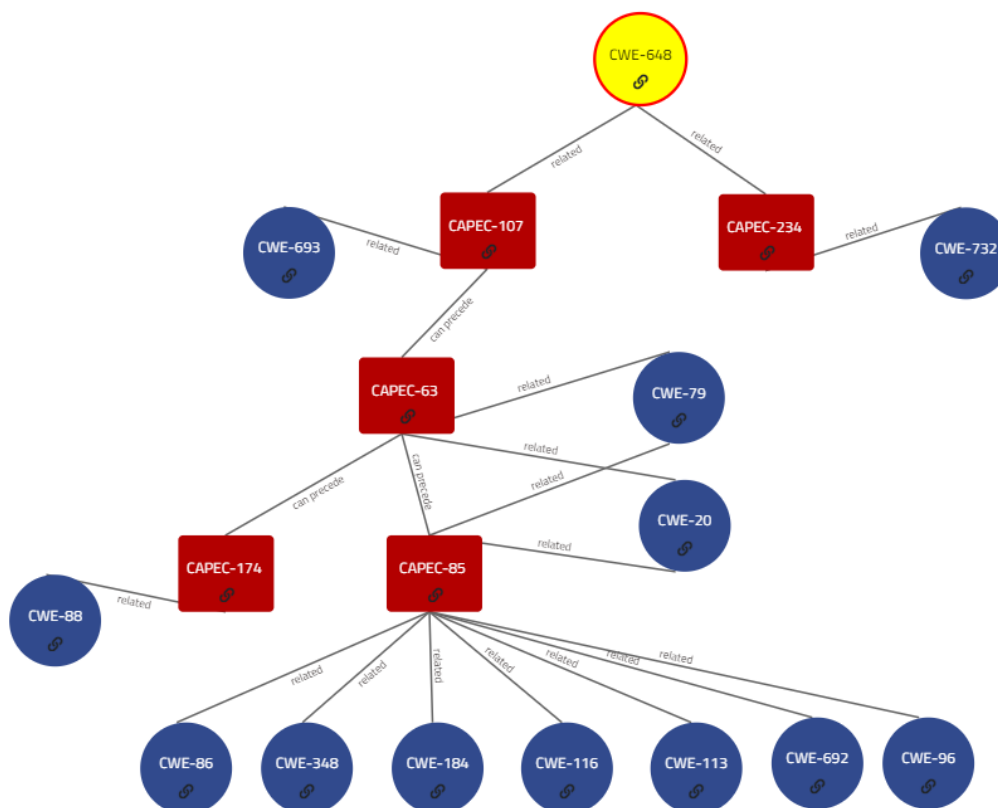 CWE-648
related
related
CAPEC-107
CAPEC-234
CWE-693
related
related
CWE-732
can precede
CAPEC-63
related
CWE-79
can precede
can precede
related
related
CWE-20
CAPEC-174
CAPEC-85
related
CWE-88
related
related
related
related
related
related
related
related
CWE-86
CWE-348
CWE-184
CWE-116
CWE-113
CWE-692
CWE-96